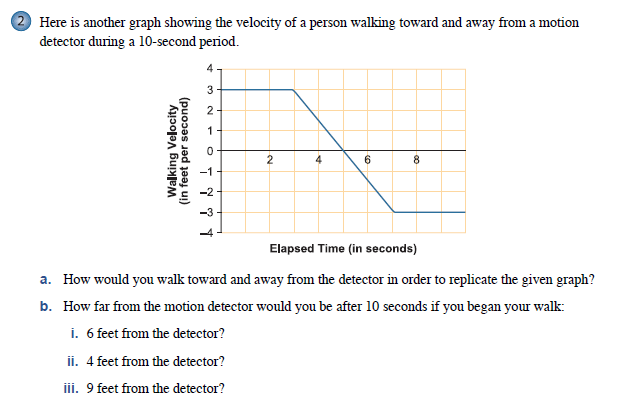 2 Here is another graph showing the velocity of a person walking toward and away from a motion
detector during a 10-second period.
4
3
2
1
0
−1
−2
−3
−4
Walking Velocity
(in feet per second)
2 4 6 8
Elapsed Time (in seconds)
a. How would you walk toward and away from the detector in order to replicate the given graph?
b. How far from the motion detector would you be after 10 seconds if you began your walk:
i. 6 feet from the detector?
ii. 4 feet from the detector?
iii. 9 feet from the detector?